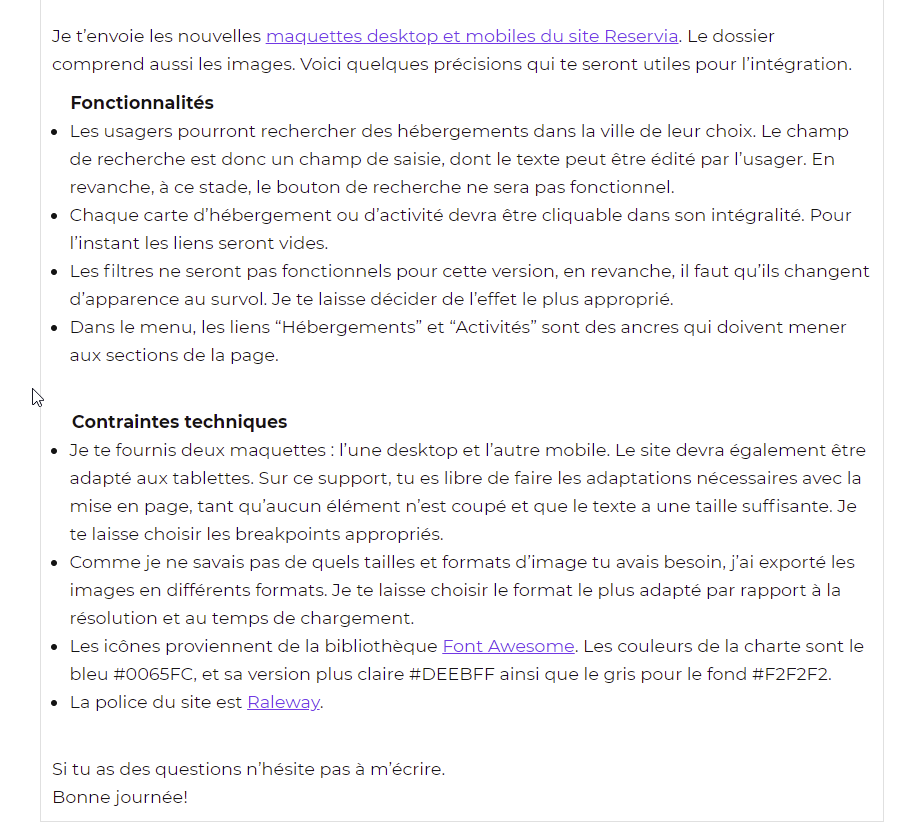 Je t’envoie les nouvelles maquettes desktop et mobiles du site Reservia. Le dossier
comprend aussi les images. Voici quelques précisions qui te seront utiles pour l’intégration.
Fonctionnalités
Les usagers pourront rechercher des hébergements dans la ville de leur choix. Le champ
de recherche est donc un champ de saisie, dont le texte peut être édité par l’usager. En
revanche, à ce stade, le bouton de recherche ne sera pas fonctionnel.
Chaque carte d’hébergement ou d’activité devra être cliquable dans son intégralité. Pour
l’instant les liens seront vides.
Les filtres ne seront pas fonctionnels pour cette version, en revanche, il faut qu’ils changent
d’apparence au survol. Je te laisse décider de l’effet le plus approprié.
Dans le menu, les liens “Hébergements” et “Activités” sont des ancres qui doivent mener
aux sections de la page.
Contraintes techniques
Je te fournis deux maquettes : l’une desktop et l’autre mobile. Le site devra également être
adapté aux tablettes. Sur ce support, tu es libre de faire les adaptations nécessaires avec la
mise en page, tant qu’aucun élément n’est coupé et que le texte a une taille suffisante. Je
te laisse choisir les breakpoints appropriés.
Comme je ne savais pas de quels tailles et formats d’image tu avais besoin, j’ai exporté les
images en différents formats. Je te laisse choisir le format le plus adapté par rapport à la
résolution et au temps de chargement.
Les icônes proviennent de la bibliothèque Font Awesome. Les couleurs de la charte sont le
bleu #0065FC, et sa version plus claire #DEEBFF ainsi que le gris pour le fond #F2F2F2.
La police du site est Raleway.
Si tu as des questions n’hésite pas à m’écrire.
Bonne journée!